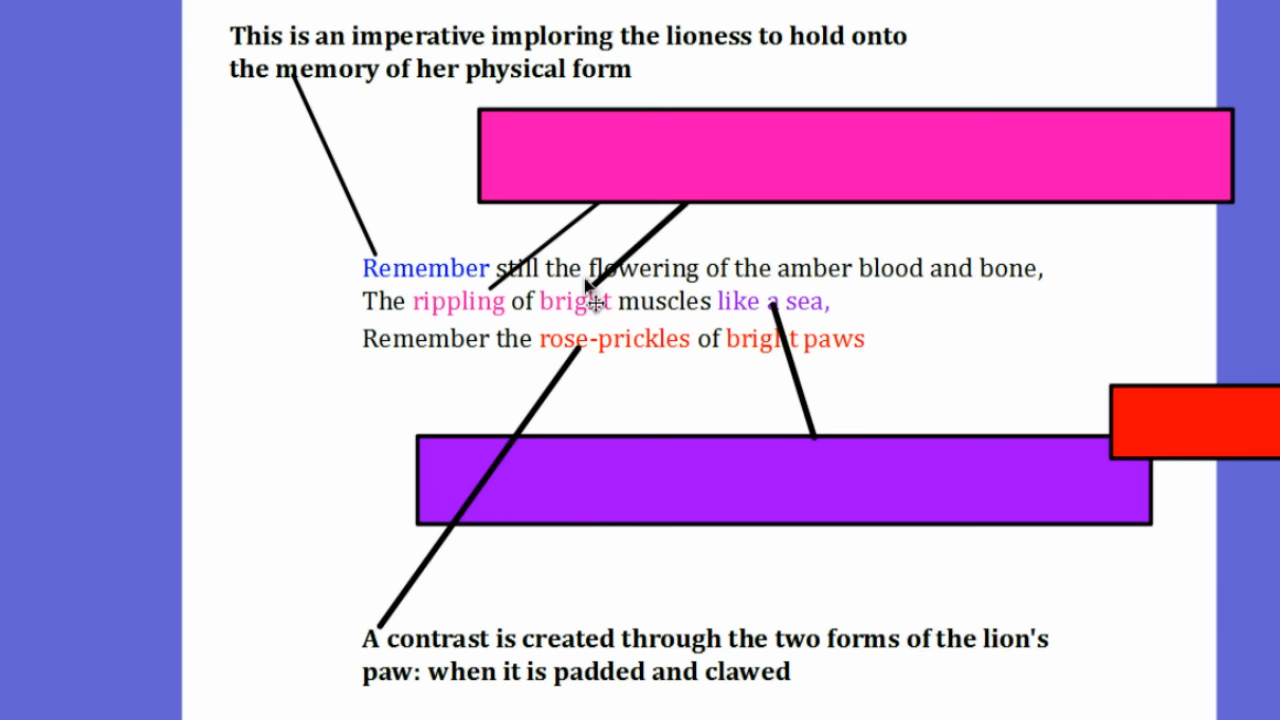 This is an imperative imploring the lioness to hold onto
the memory of her physical form
Remember still the flowering of the amber blood and bone,
The rippling of bright muscles like a sea,
Remember the rose-prickles of bright paws
A contrast is created through the two forms of the lion's
paw: when it is padded and clawed